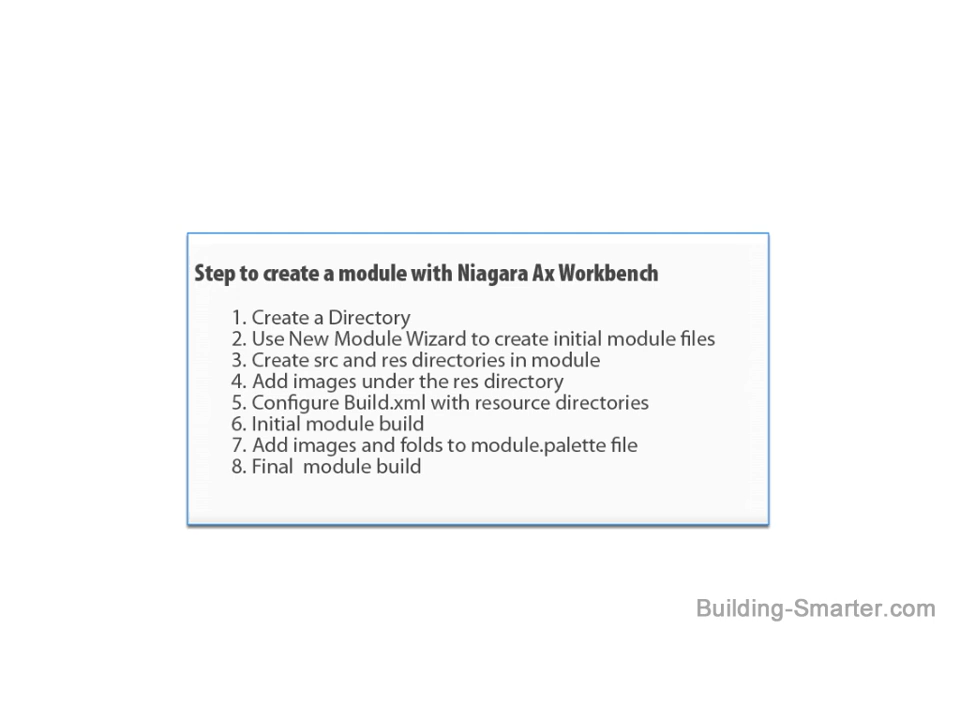 Step to create a module with Niagara Ax Workbench
1. Create a Directory
2. Use New Module Wizard to create initial module files
3. Create src and res directories in module
4. Add images under the res directory
5. Configure Build.xml with resource directories
6. Initial module build
7. Add images and folds to module.palette file
8. Final  module build
Building-Smarter.com